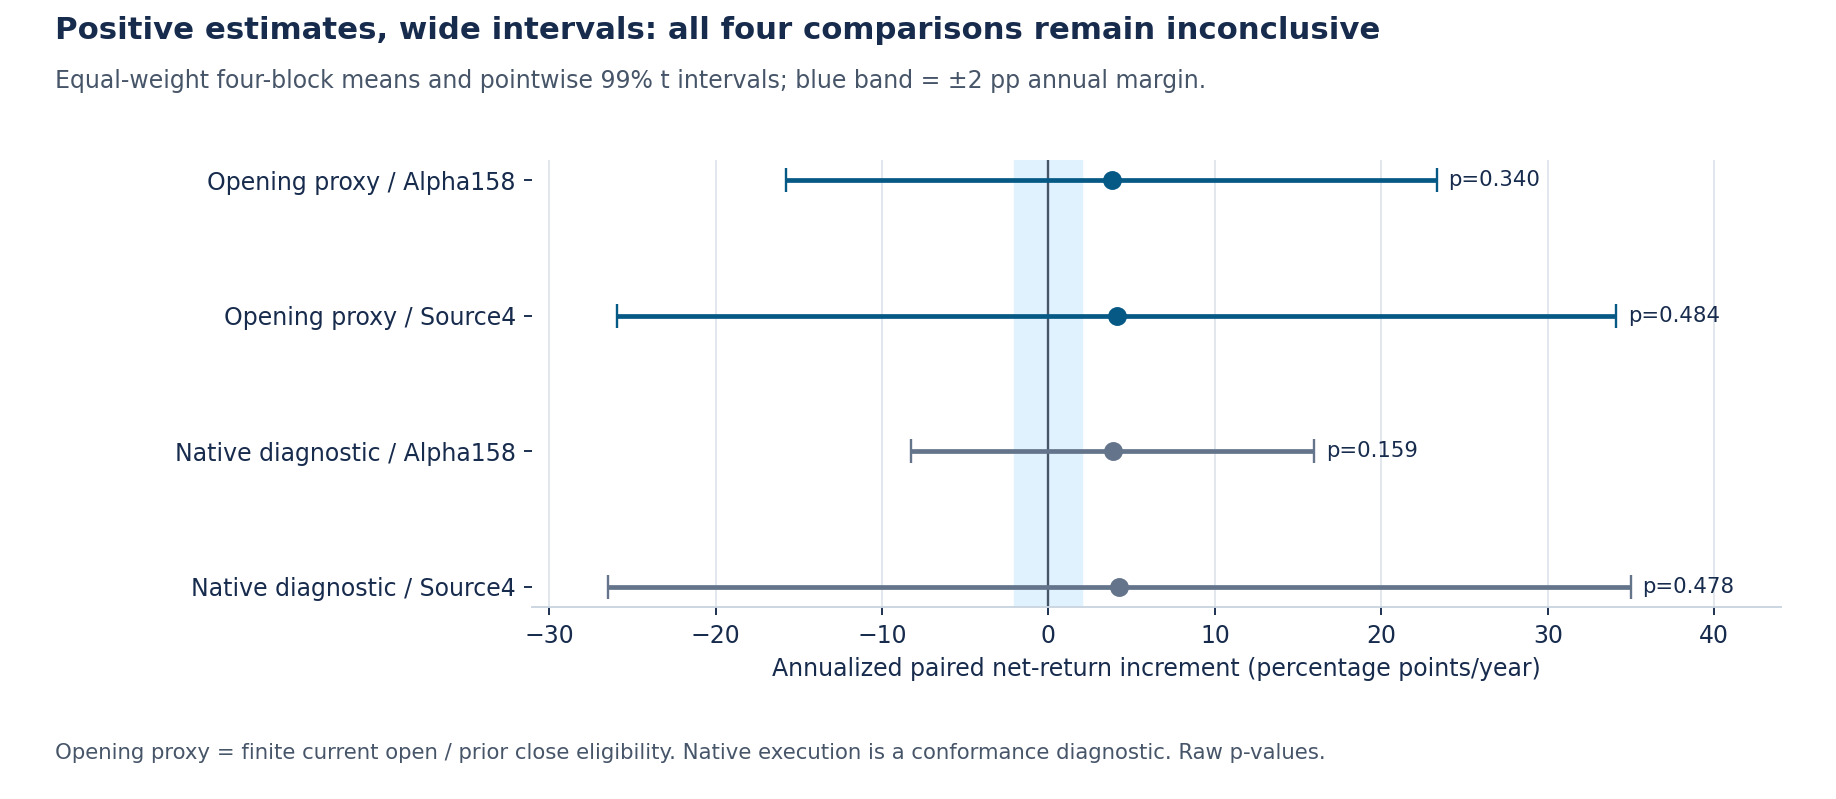 Positive estimates, wide intervals: all four comparisons remain inconclusive
Equal-weight four-block means and pointwise 99% t intervals; blue band = ±2 pp annual margin.
Opening proxy / Alpha158
p=0.340
Opening proxy / Source4
p=0.484
Native diagnostic / Alpha158
p=0.159
Native diagnostic / Source4
p=0.478
−30 −20 −10 0 10 20 30 40
Annualized paired net-return increment (percentage points/year)
Opening proxy = finite current open / prior close eligibility. Native execution is a conformance diagnostic. Raw p-values.